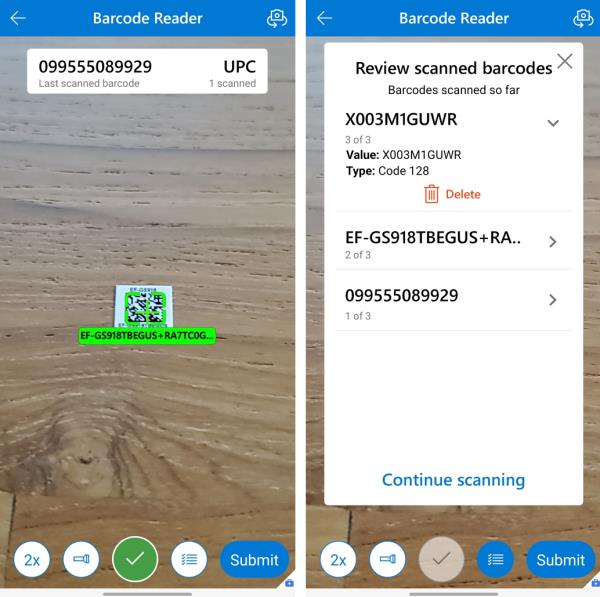 Barcode Reader
099555089929 UPC
Last scanned barcode 1 scanned
EF-GS918
EF-GS918TBEGUS+RA7TC0G...
2x
Submit
Barcode Reader
Review scanned barcodes
Barcodes scanned so far
X003M1GUWR
3 of 3
Value: X003M1GUWR
Type: Code 128
Delete
EF-GS918TBEGUS+RA..
2 of 3
099555089929
1 of 3
Continue scanning
2x
Submit